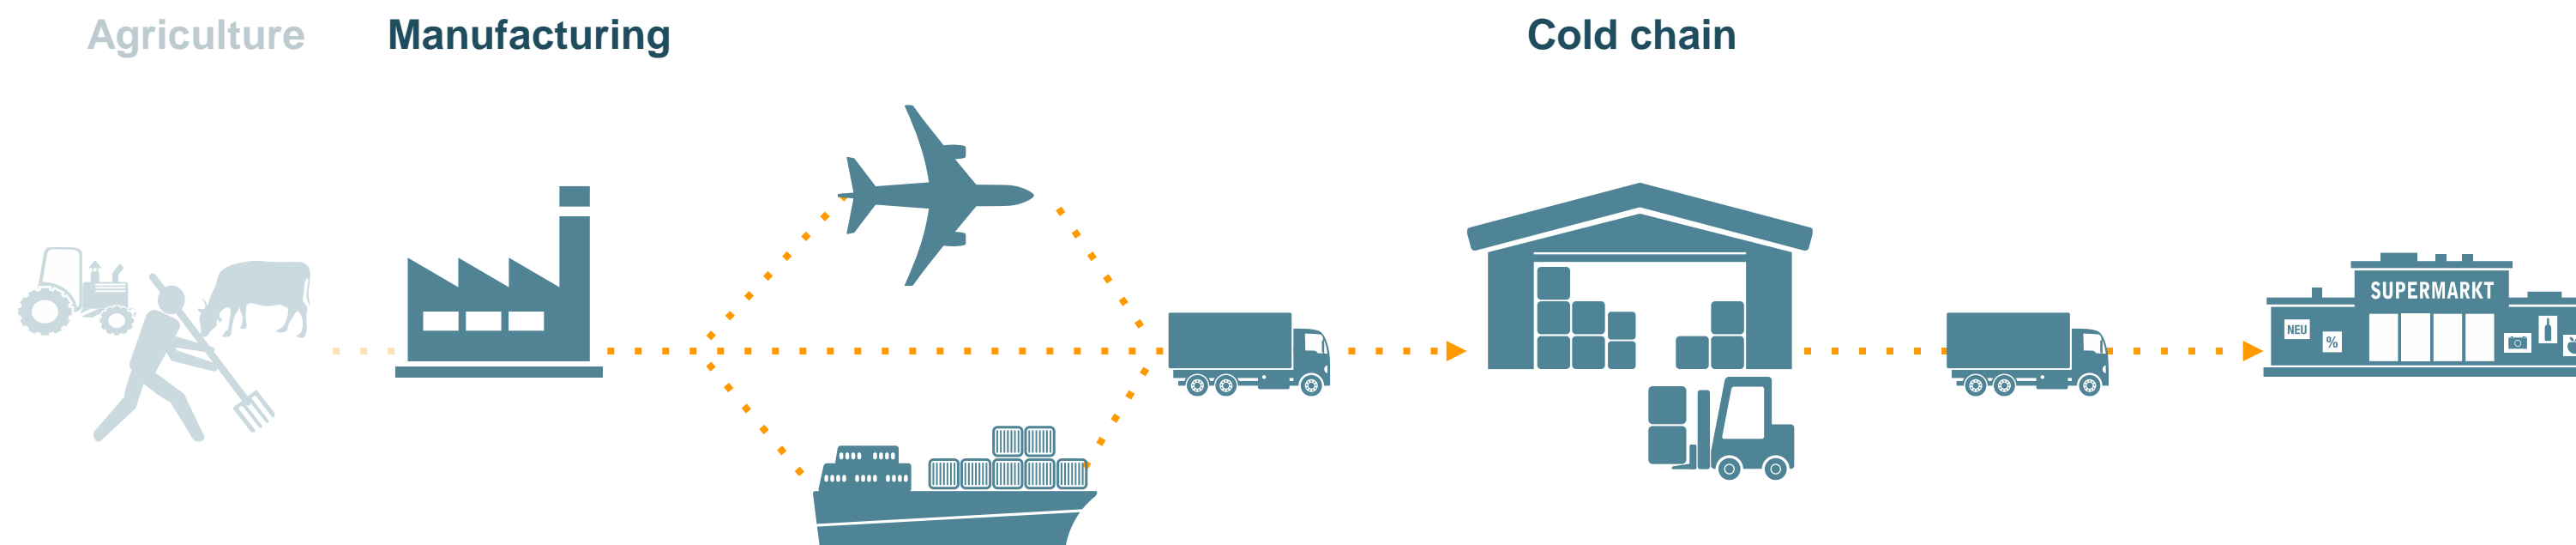 Agriculture
Manufacturing
Cold chain
SUPERMARKT
NEU
%